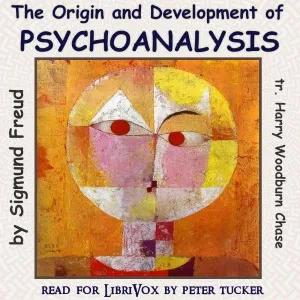 The Origin and Development of
PSYCHOANALYSIS
by Sigmund Freud
tr. Harry Woodburn Chase
READ FOR LIBRIVOX BY PETER TUCKER